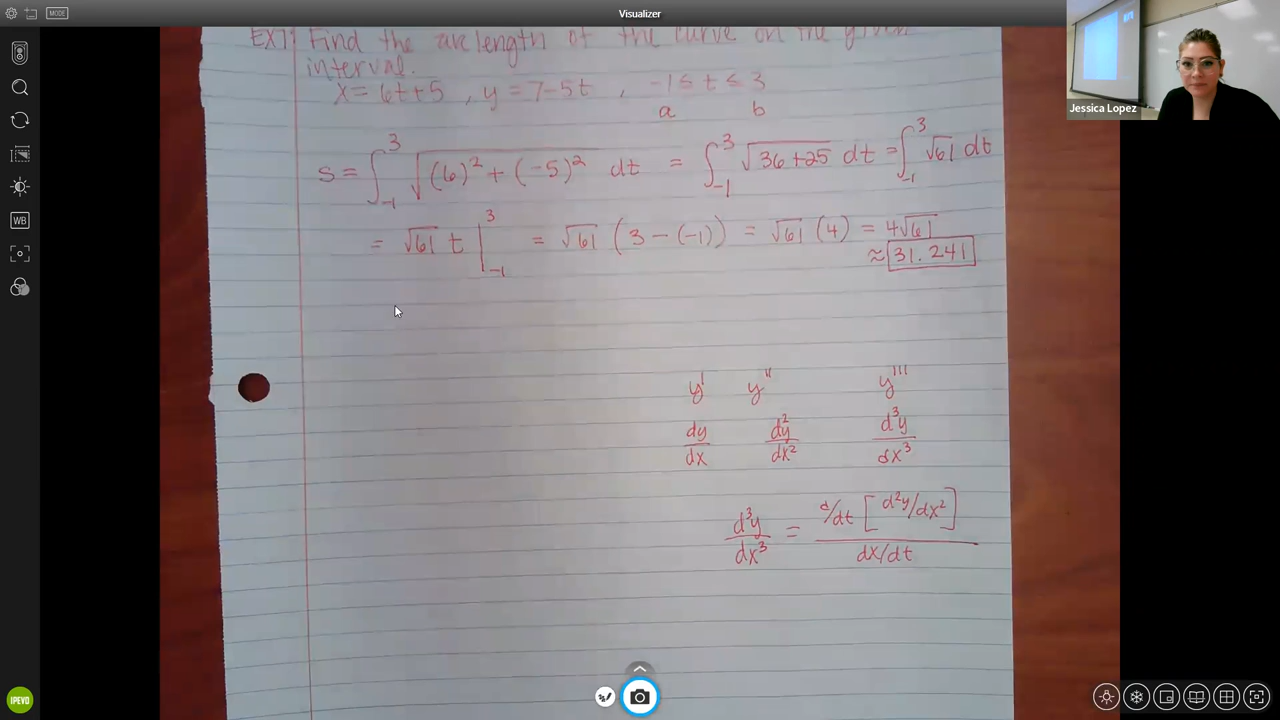 MODE
Visualizer
EX1] Find the arc length of the curve on the given
interval.
x = 6t+5 , y = 7-5t , -1 ≤ t ≤ 3
a b
s = ∫_{-1}^{3} √((6)² + (-5)²) dt = ∫_{-1}^{3} √(36+25) dt = ∫_{-1}^{3} √61 dt
= √61 t |_{-1}^{3} = √61 (3-(-1)) = √61 (4) = 4√61
≈ 31.241
y' y'' y'''
dy/dx d²y/dx² d³y/dx³
d³y/dx³ = d/dt [d²y/dx²] / dx/dt
Jessica Lopez
WB
IPEVO